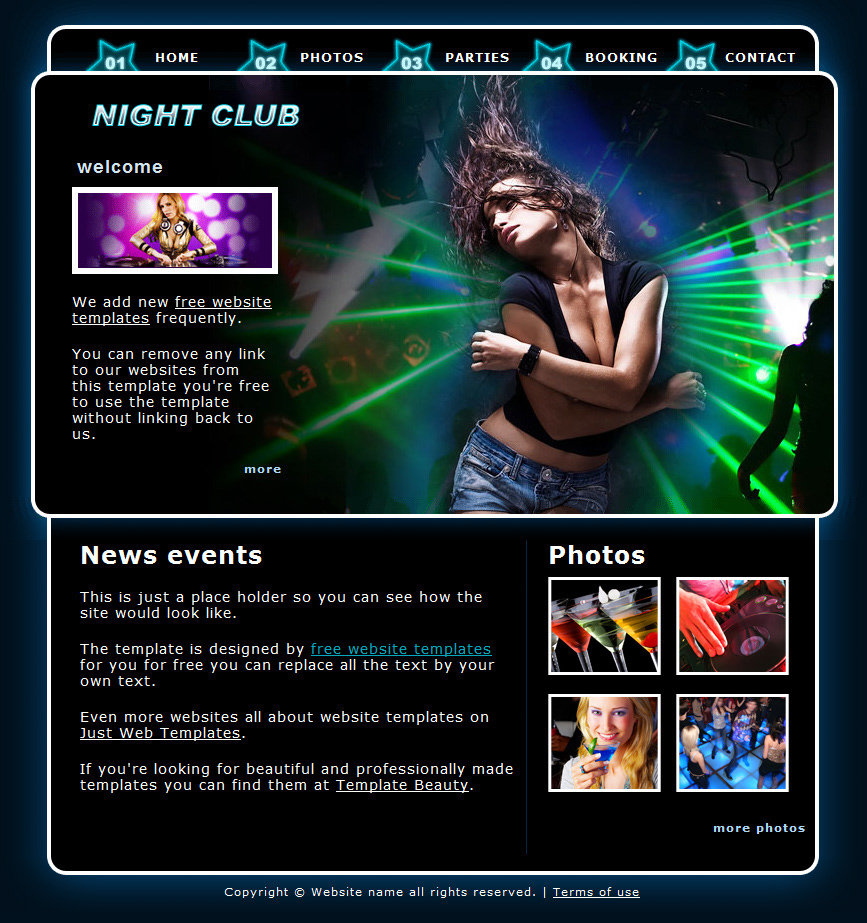 01 HOME 02 PHOTOS 03 PARTIES 04 BOOKING 05 CONTACT
NIGHT CLUB
welcome
We add new free website
templates frequently.
You can remove any link
to our websites from
this template you're free
to use the template
without linking back to
us.
more
News events
This is just a place holder so you can see how the
site would look like.
The template is designed by free website templates
for you for free you can replace all the text by your
own text.
Even more websites all about website templates on
Just Web Templates.
If you're looking for beautiful and professionally made
templates you can find them at Template Beauty.
Photos
more photos
Copyright © Website name all rights reserved. | Terms of use